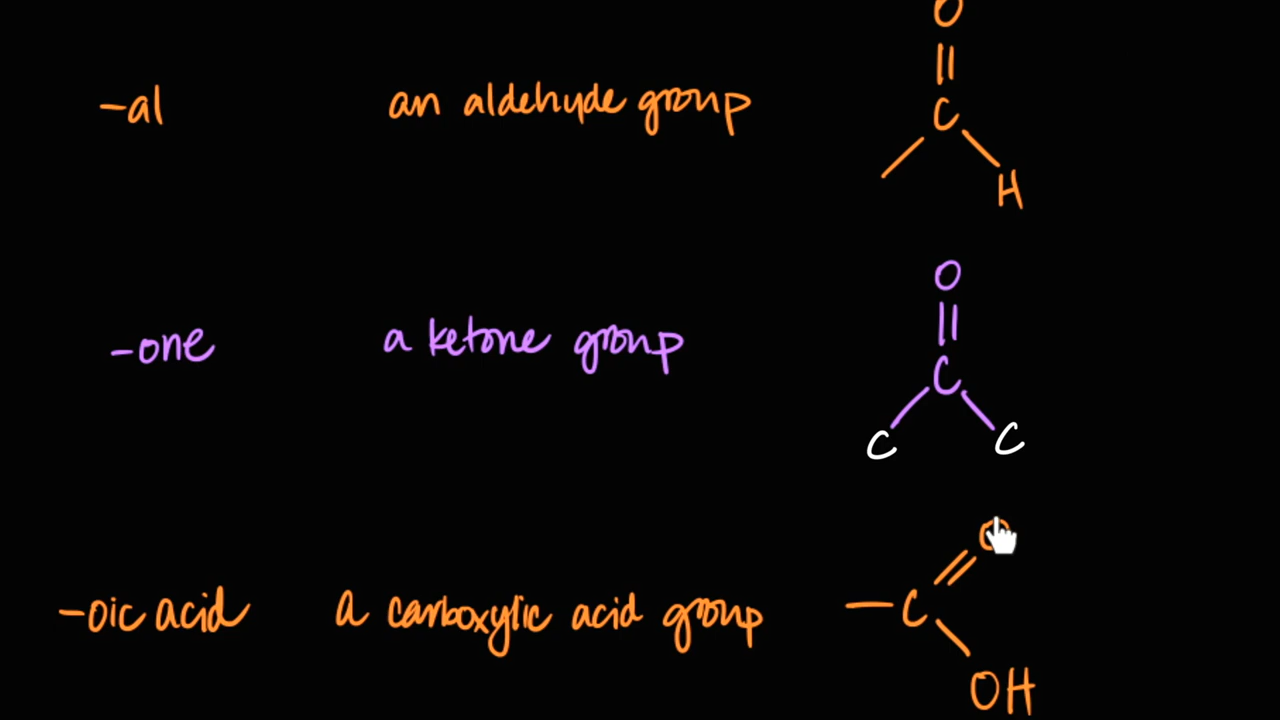 -al an aldehyde group
O
C
H
-one a ketone group
O
C
C C
-oic acid a carboxylic acid group
O
C
OH